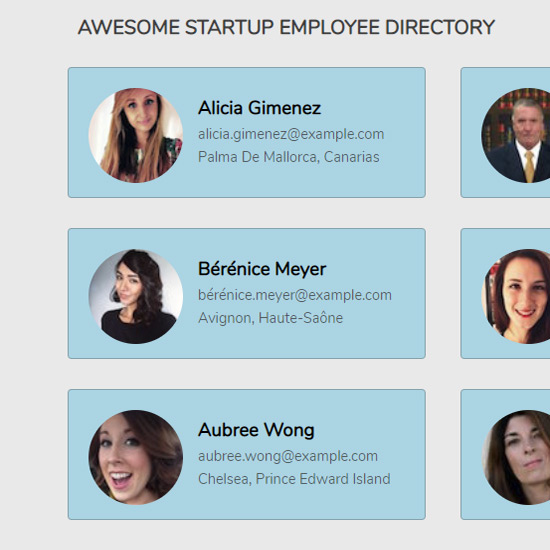 AWESOME STARTUP EMPLOYEE DIRECTORY
Alicia Gimenez
alicia.gimenez@example.com
Palma De Mallorca, Canarias
Bérénice Meyer
bérénice.meyer@example.com
Avignon, Haute-Saône
Aubree Wong
aubree.wong@example.com
Chelsea, Prince Edward Island